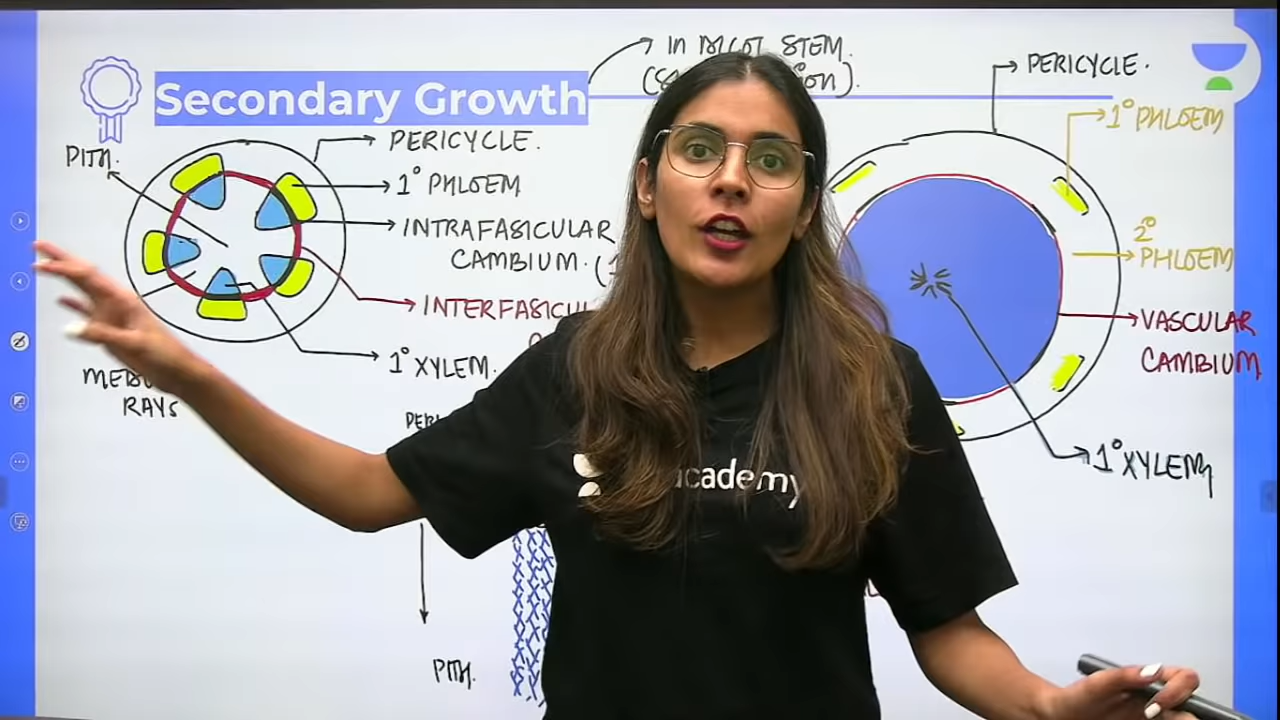 In DICOT STEM.
Secondary Growth
PERICYCLE.
1° PHLOEM
PITH.
PERICYCLE.
1° PHLOEM
INTRAFASICULAR
CAMBIUM.
2°
PHLOEM
VASCULAR
CAMBIUM
1° XYLEM
RAYS
1° XYLEM
academy
PITH.